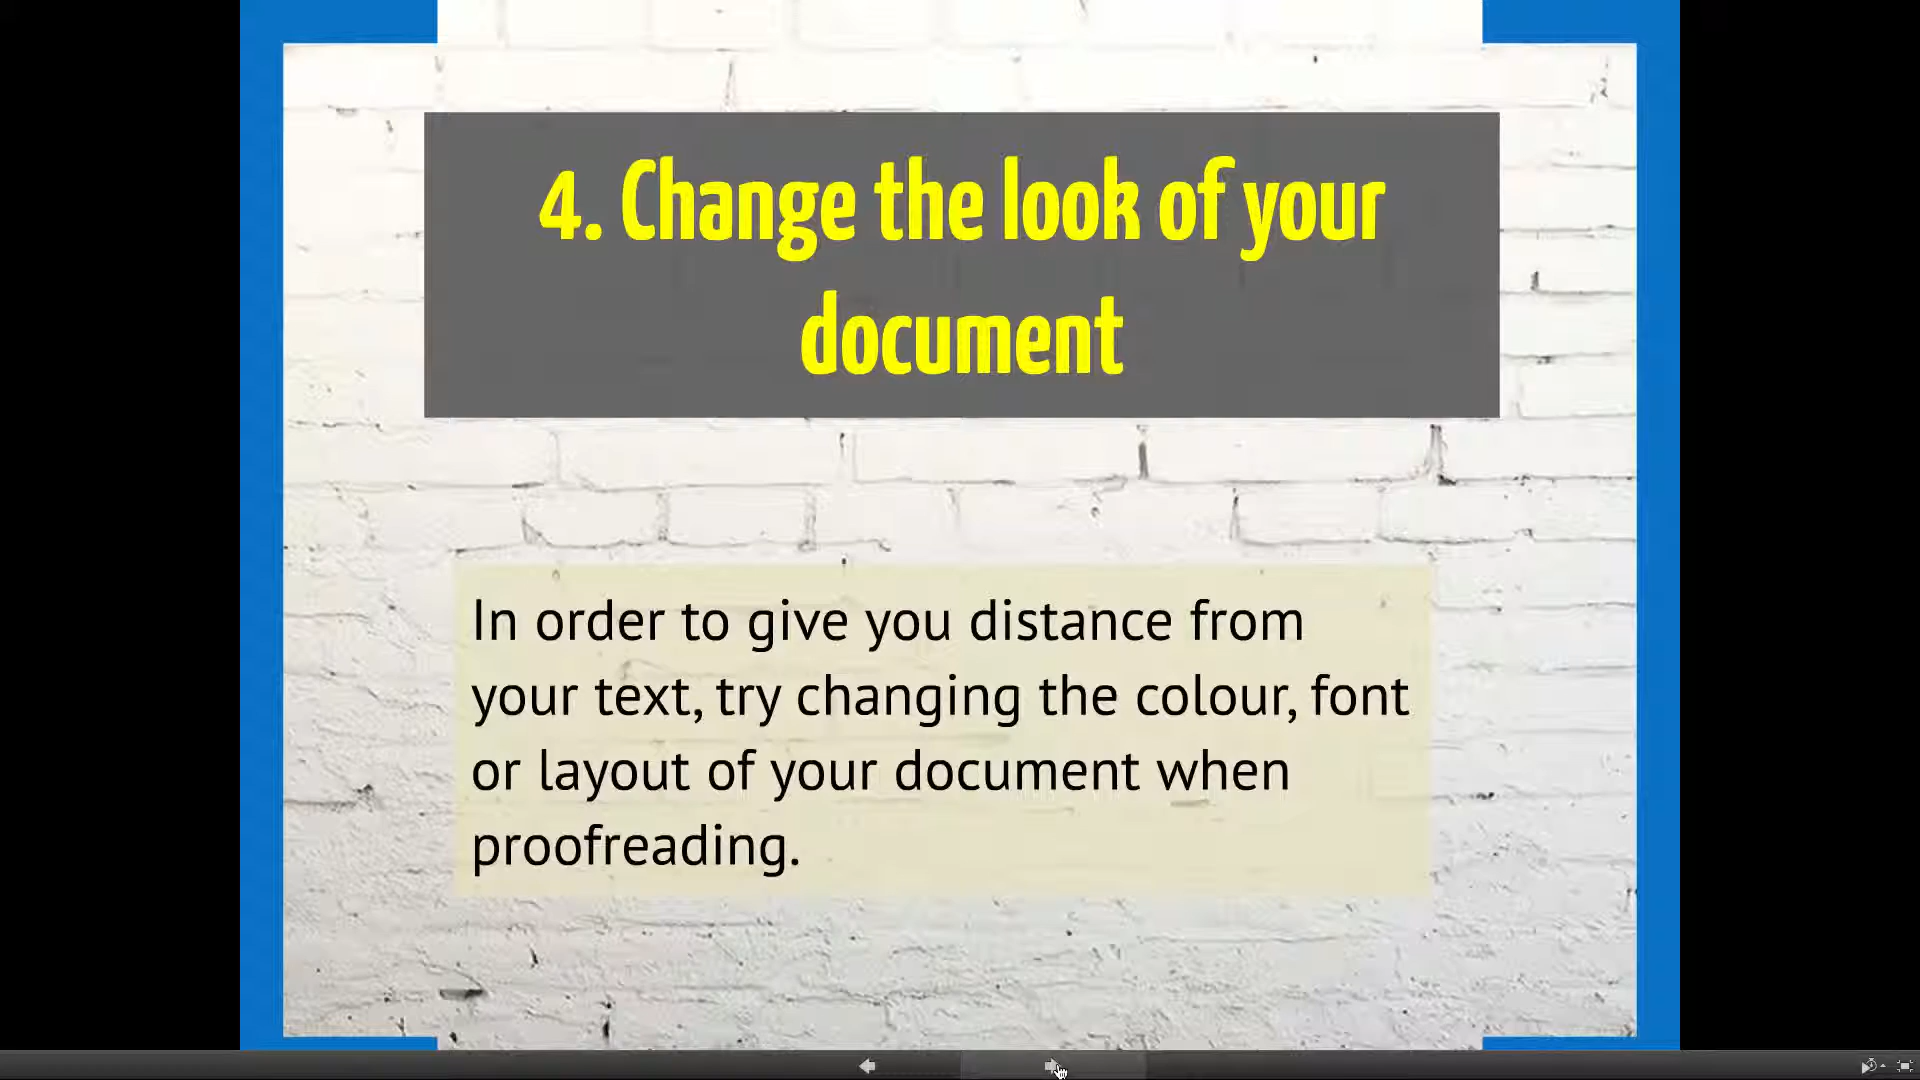 4. Change the look of your
document
In order to give you distance from
your text, try changing the colour, font
or layout of your document when
proofreading.